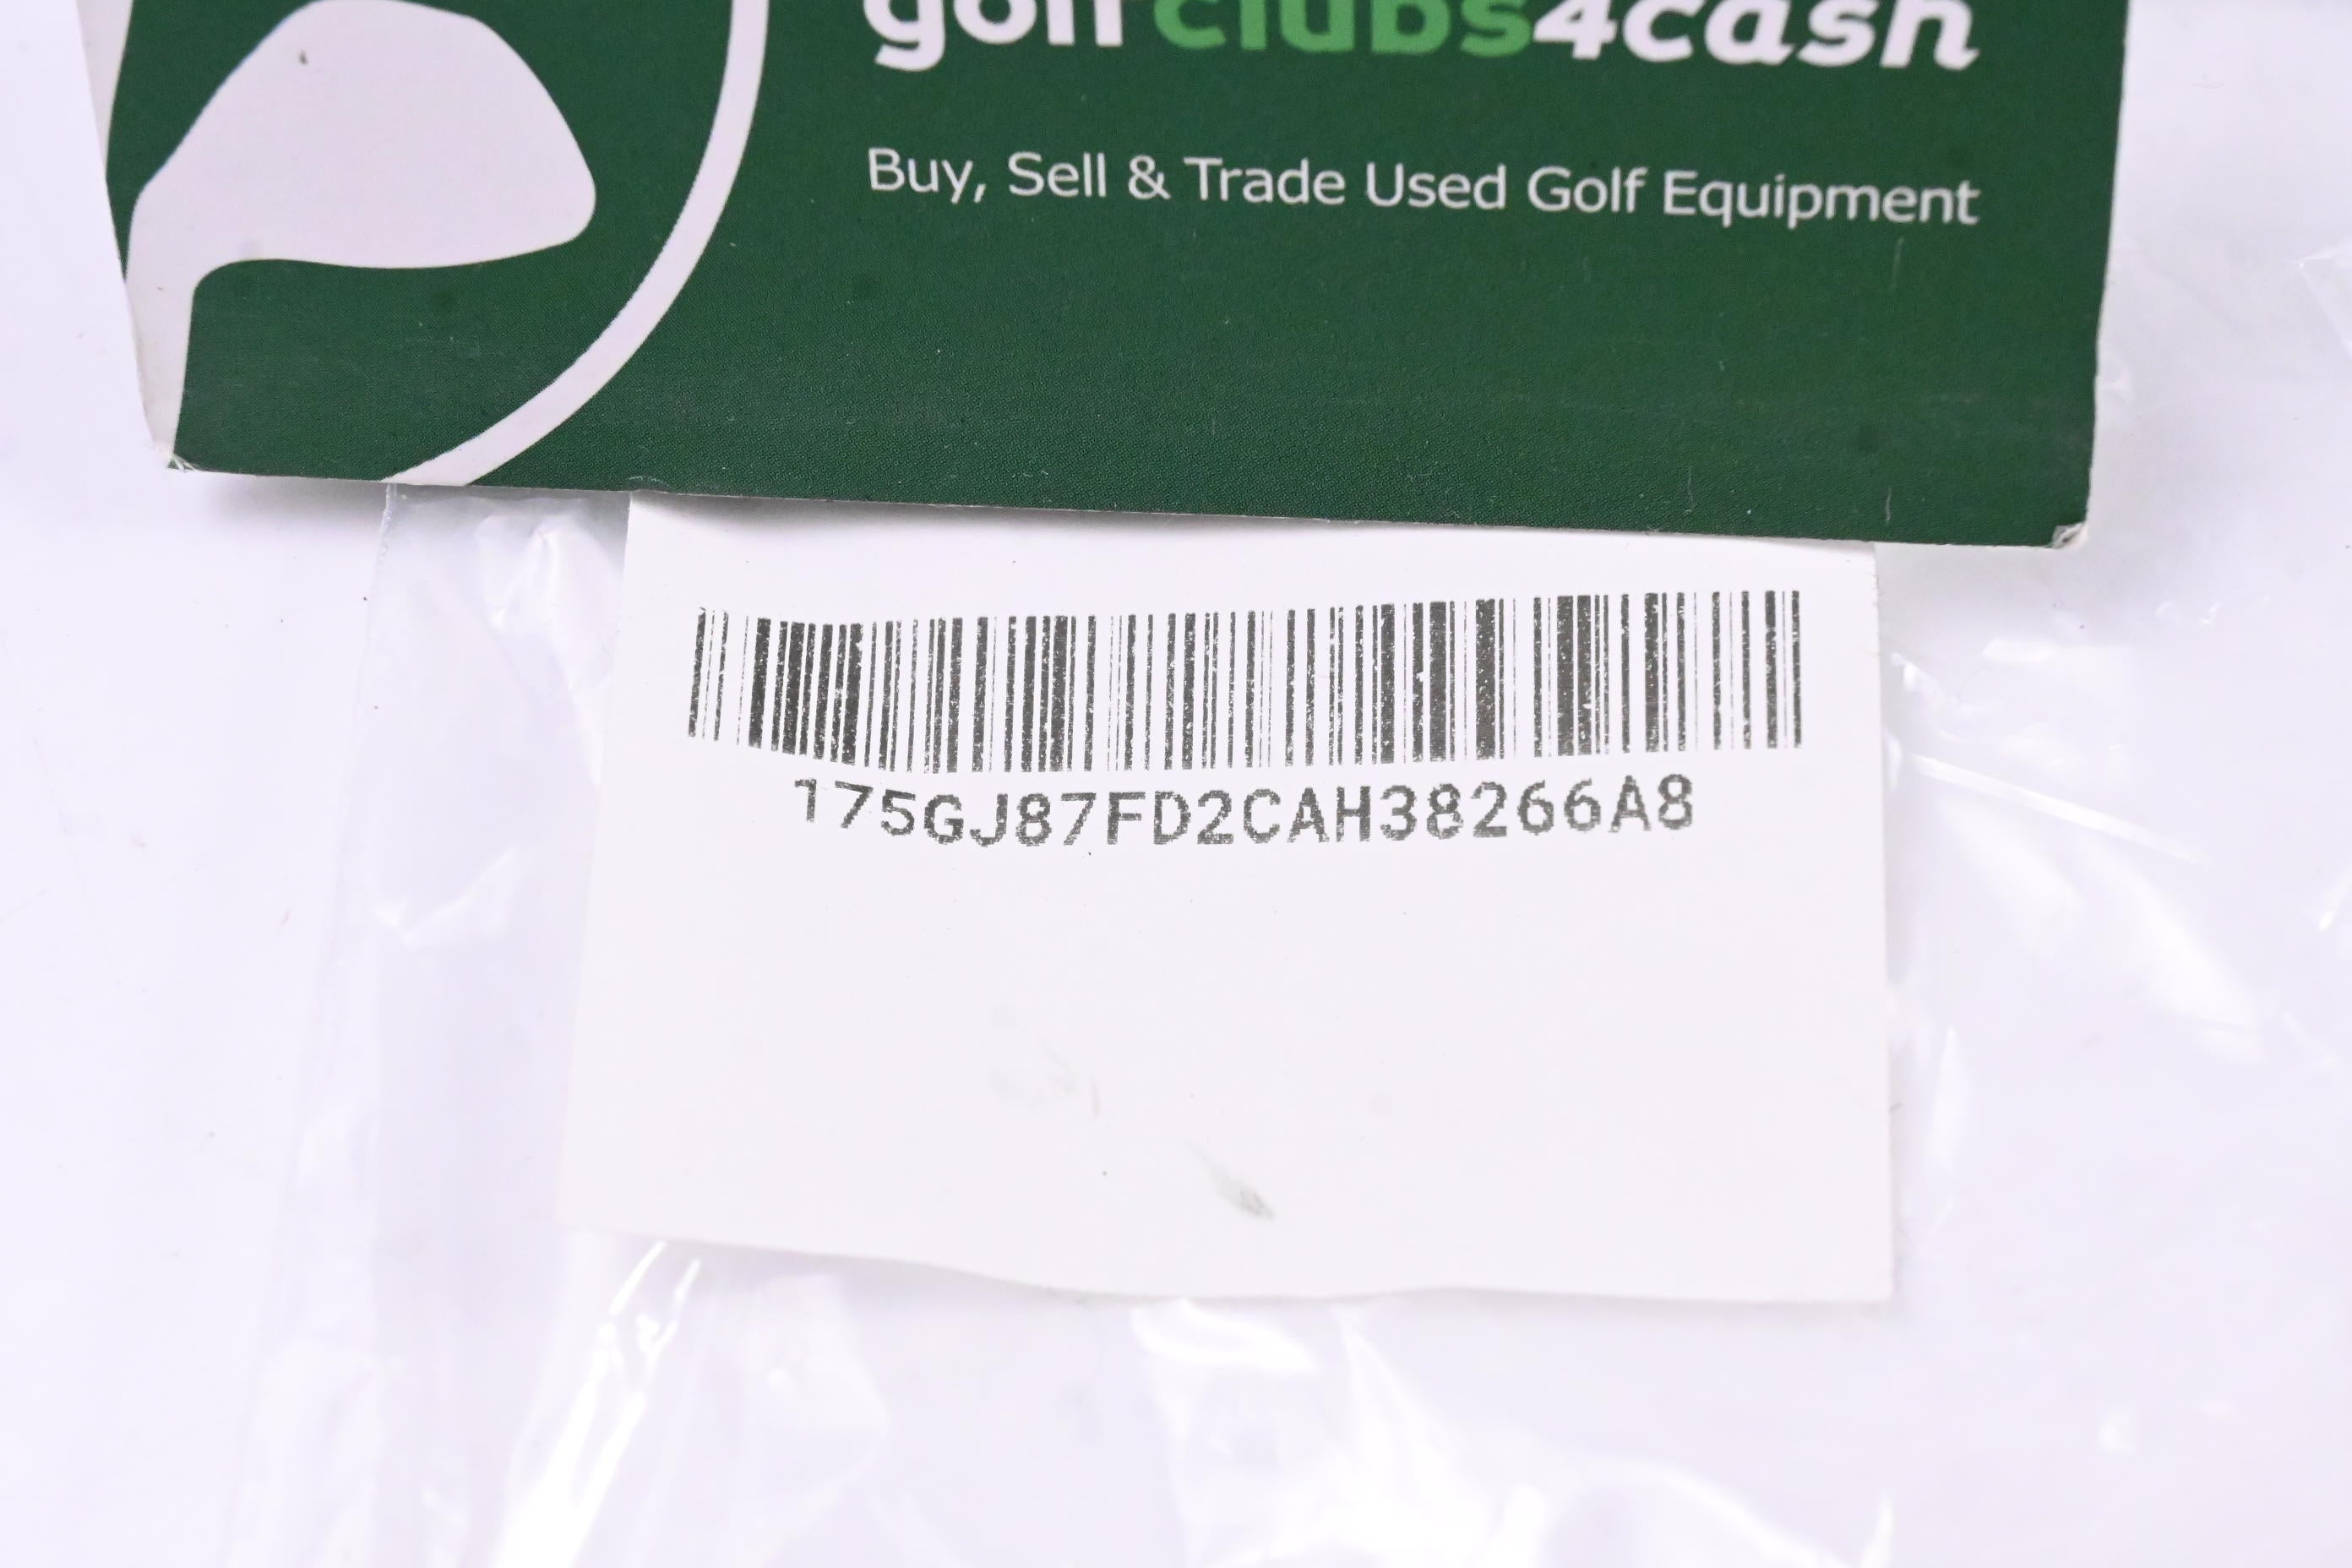 golfclubs4cash
Buy, Sell & Trade Used Golf Equipment
175GJ87FD2CAH38266A8